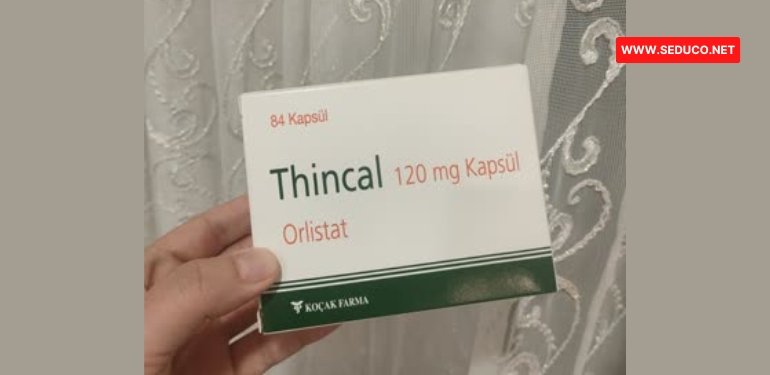 WWW.SEDUCO.NET
84 Kapsül
Thincal 120 mg Kapsül
Orlistat
KOÇAK FARMA